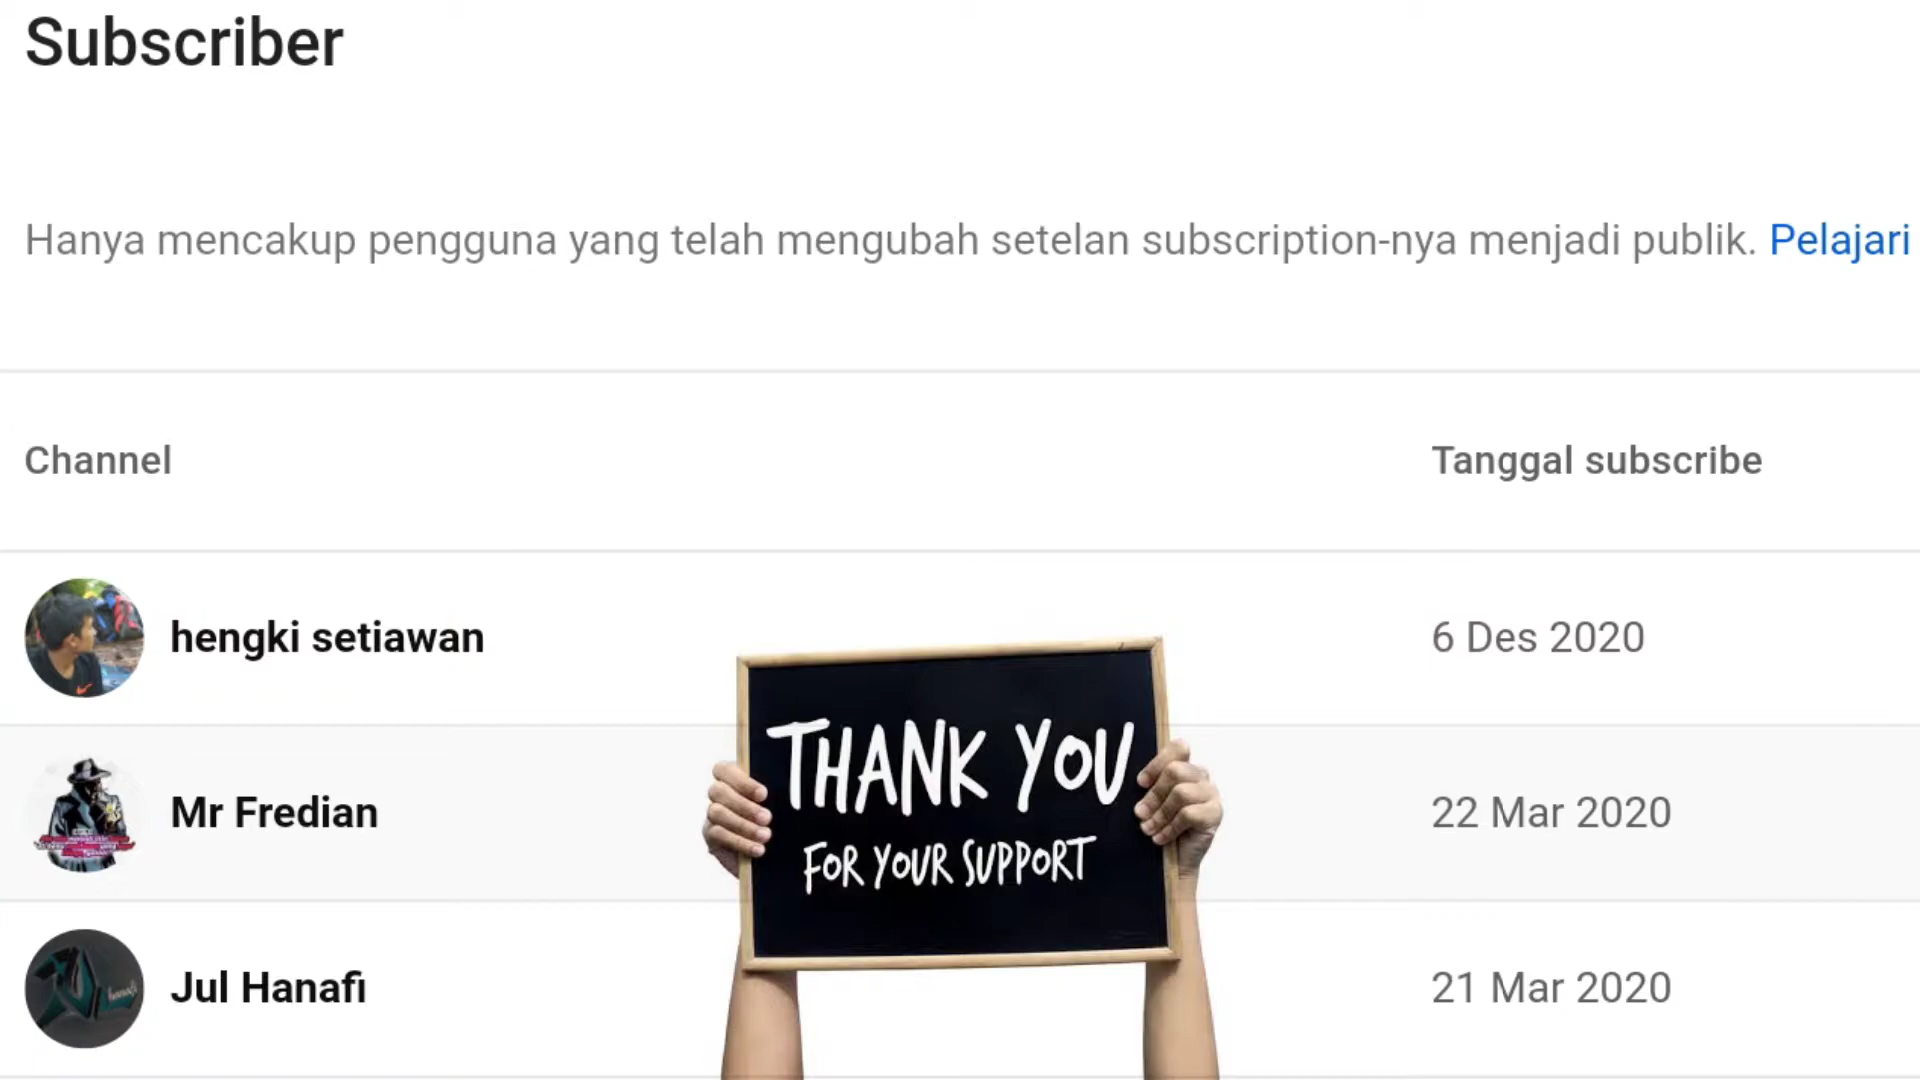 Subscriber
Hanya mencakup pengguna yang telah mengubah setelan subscription-nya menjadi publik. Pelajari
Channel
Tanggal subscribe
hengki setiawan
6 Des 2020
Mr Fredian
22 Mar 2020
Jul Hanafi
21 Mar 2020
THANK YOU
FOR YOUR SUPPORT